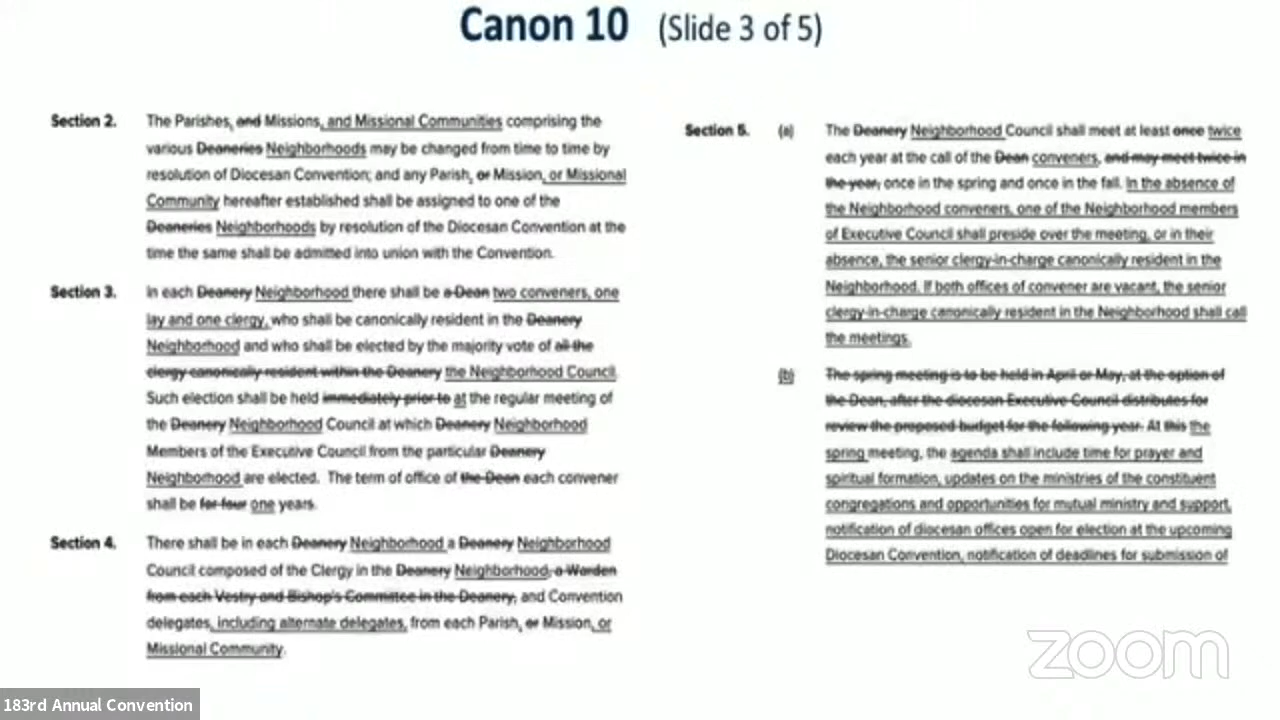 Canon 10 (Slide 3 of 5)
Section 2. The Parishes, and Missions, and Missional Communities comprising the
various Deaneries Neighborhoods may be changed from time to time by
resolution of Diocesan Convention; and any Parish, or Mission, or Missional
Community hereafter established shall be assigned to one of the
Deaneries Neighborhoods by resolution of the Diocesan Convention at the
time the same shall be admitted into union with the Convention.
Section 3. In each Deanery Neighborhood there shall be a Dean two conveners, one
lay and one clergy, who shall be canonically resident in the Deanery
Neighborhood and who shall be elected by the majority vote of all the
clergy canonically resident within the Deanery the Neighborhood Council.
Such election shall be held immediately prior to at the regular meeting of
the Deanery Neighborhood Council at which Deanery Neighborhood
Members of the Executive Council from the particular Deanery
Neighborhood are elected. The term of office of the Dean each convener
shall be for four one years.
Section 4. There shall be in each Deanery Neighborhood a Deanery Neighborhood
Council composed of the Clergy in the Deanery Neighborhood, a Warden
from each Vestry and Bishop's Committee in the Deanery, and Convention
delegates, including alternate delegates, from each Parish, or Mission, or
Missional Community.
Section 5. (a) The Deanery Neighborhood Council shall meet at least once twice
each year at the call of the Dean conveners, and may meet twice in
the year, once in the spring and once in the fall. In the absence of
the Neighborhood conveners, one of the Neighborhood members
of Executive Council shall preside over the meeting, or in their
absence, the senior clergy-in-charge canonically resident in the
Neighborhood. If both offices of convener are vacant, the senior
clergy-in-charge canonically resident in the Neighborhood shall call
the meetings.
(b) The spring meeting is to be held in April or May, at the option of
the Dean, after the diocesan Executive Council distributes for
review the proposed budget for the following year. At this the
spring meeting, the agenda shall include time for prayer and
spiritual formation, updates on the ministries of the constituent
congregations and opportunities for mutual ministry and support,
notification of diocesan offices open for election at the upcoming
Diocesan Convention, notification of deadlines for submission of
zoom
183rd Annual Convention